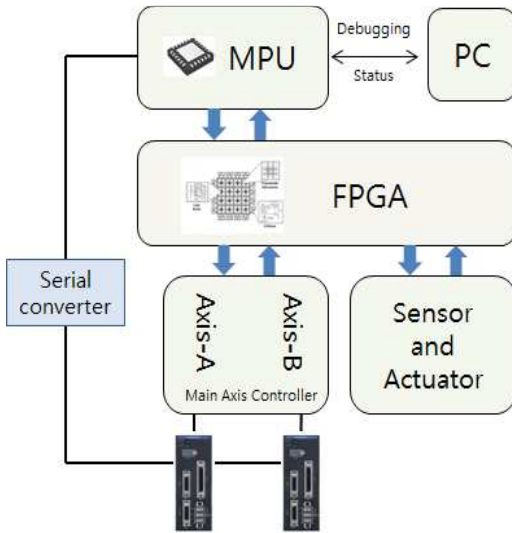 MPU
Debugging
Status
PC
FPGA
Serial
converter
Axis-A
Axis-B
Main Axis Controller
Sensor
and
Actuator